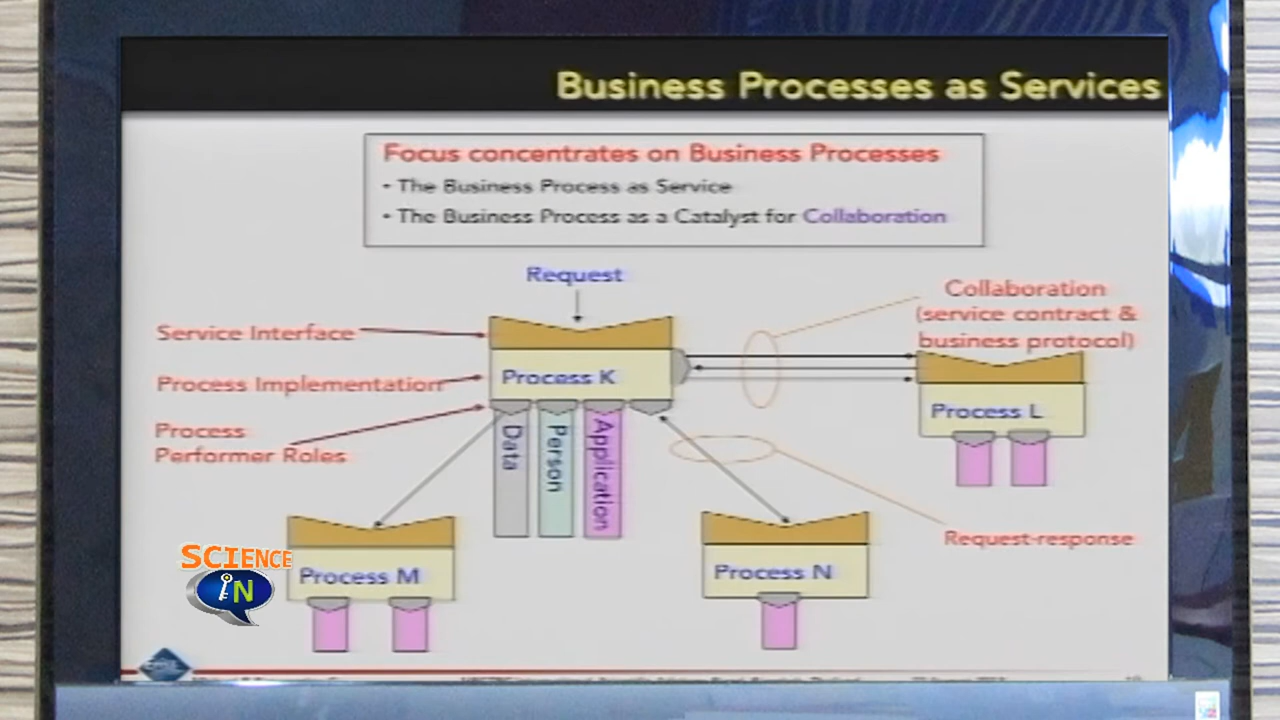 Business Processes as Services
Focus concentrates on Business Processes
• The Business Process as Service
• The Business Process as a Catalyst for Collaboration
Request
Collaboration
(service contract &
business protocol)
Service Interface
Process Implementation
Process
Performer Roles
Process K
Data
Person
Application
Process L
Request-response
Process M
Process N
SCIENCE
iN